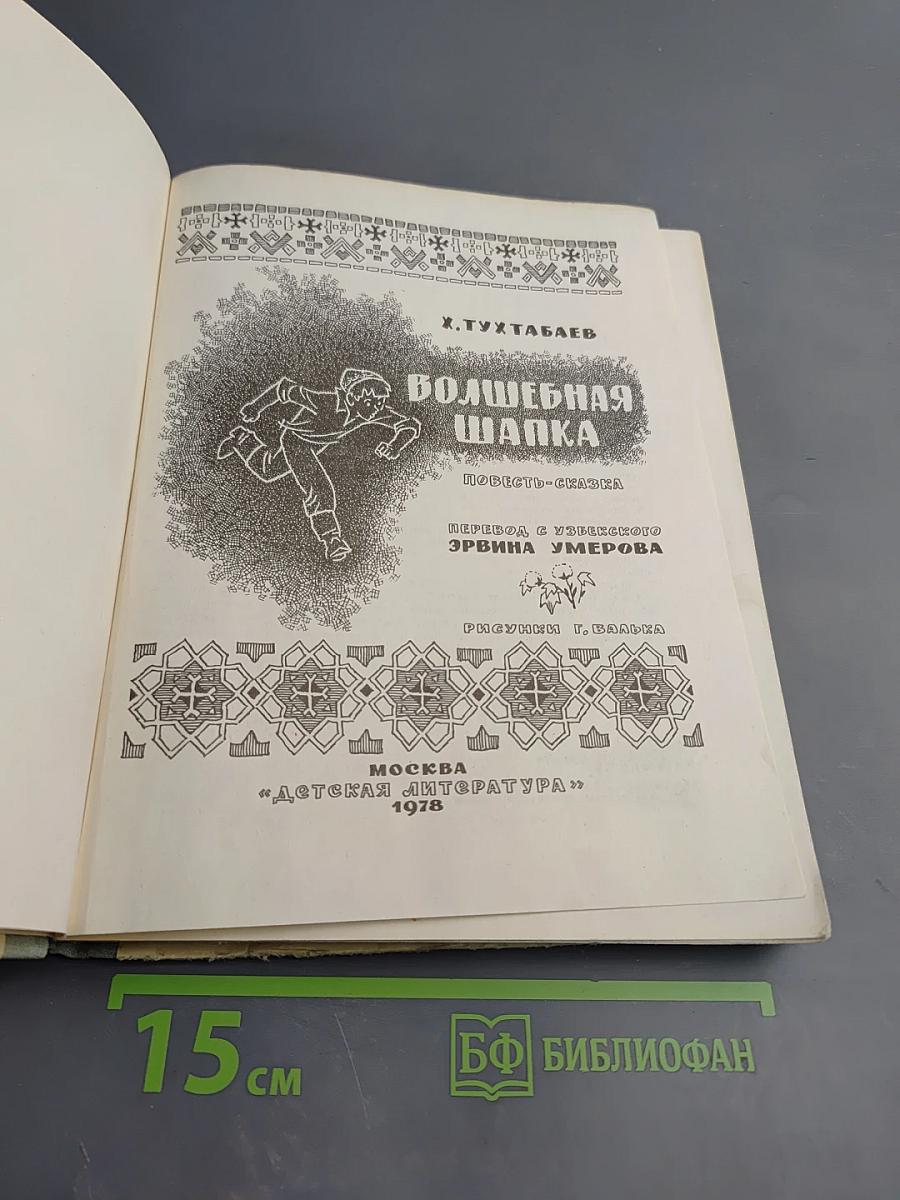 Х. ТУХТАБАЕВ
ВОЛШЕБНАЯ
ШАПКА
ПОВЕСТЬ-СКАЗКА
ПЕРЕВОД С УЗБЕКСКОГО
ЭРВИНА УМЕРОВА
РИСУНКИ Г. ВАЛЬКА
МОСКВА
«ДЕТСКАЯ ЛИТЕРАТУРА»
1978
15 см
БФ БИБЛИОФАН